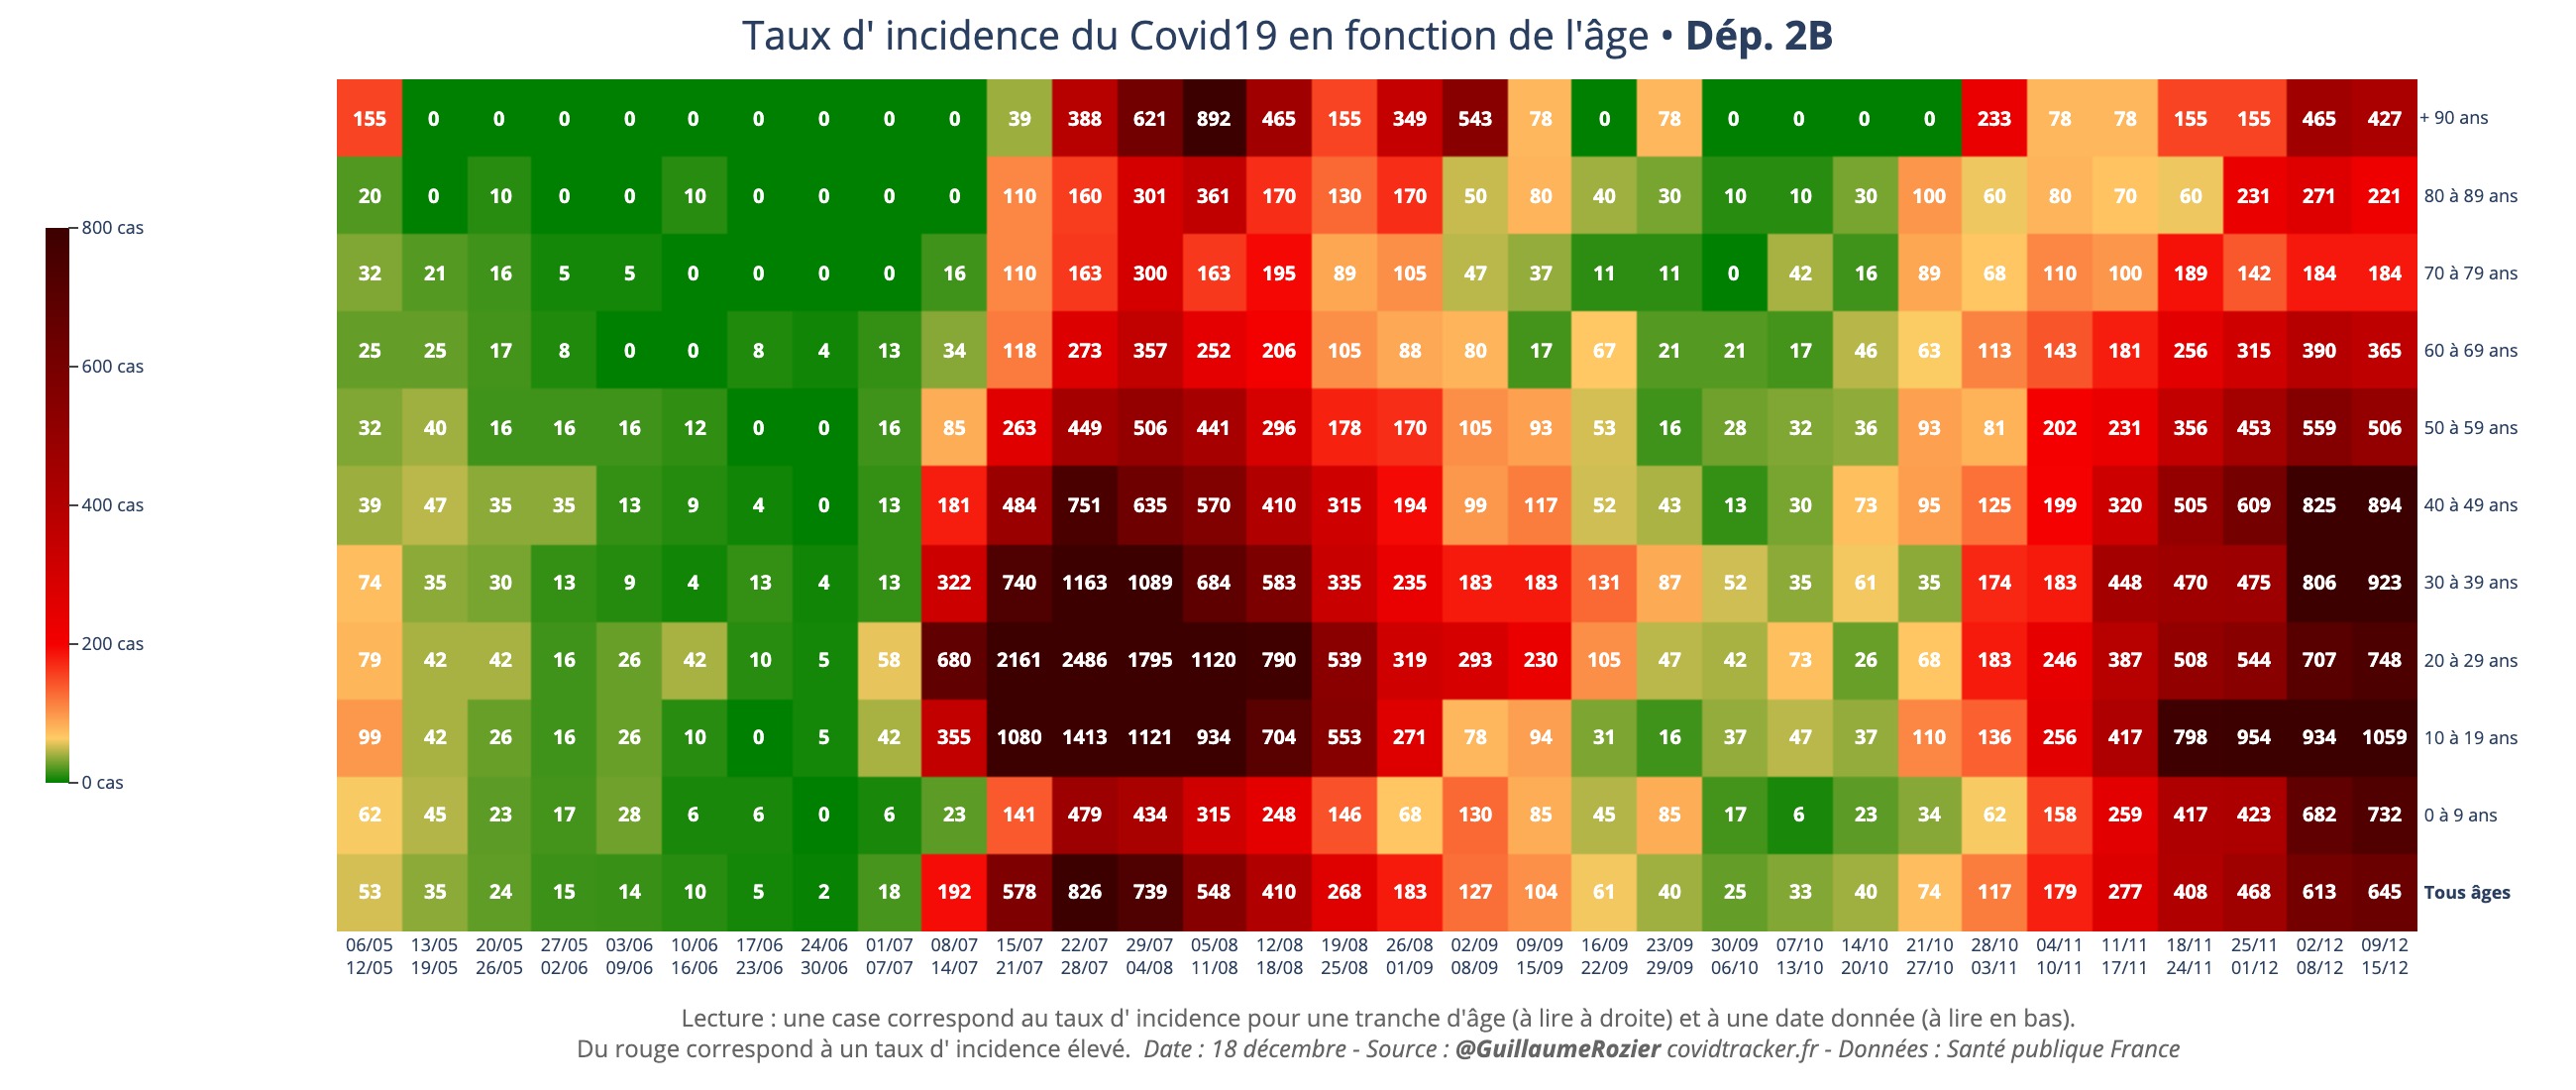 Taux d' incidence du Covid19 en fonction de l'âge • Dép. 2B
155 0 0 0 0 0 0 0 0 0 39 388 621 892 465 155 349 543 78 0 78 0 0 0 0 233 78 78 155 155 465 427 + 90 ans
20 0 10 0 0 10 0 0 0 0 110 160 301 361 170 130 170 50 80 40 30 10 10 30 100 60 80 70 60 231 271 221 80 à 89 ans
32 21 16 5 5 0 0 0 0 16 110 163 300 163 195 89 105 47 37 11 11 0 42 16 89 68 110 100 189 142 184 184 70 à 79 ans
25 25 17 8 0 0 8 4 13 34 118 273 357 252 206 105 88 80 17 67 21 21 17 46 63 113 143 181 256 315 390 365 60 à 69 ans
32 40 16 16 16 12 0 0 16 85 263 449 506 441 296 178 170 105 93 53 16 28 32 36 93 81 202 231 356 453 559 506 50 à 59 ans
39 47 35 35 13 9 4 0 13 181 484 751 635 570 410 315 194 99 117 52 43 13 30 73 95 125 199 320 505 609 825 894 40 à 49 ans
74 35 30 13 9 4 13 4 13 322 740 1163 1089 684 583 335 235 183 183 131 87 52 35 61 35 174 183 448 470 475 806 923 30 à 39 ans
79 42 42 16 26 42 10 5 58 680 2161 2486 1795 1120 790 539 319 293 230 105 47 42 73 26 68 183 246 387 508 544 707 748 20 à 29 ans
99 42 26 16 26 10 0 5 42 355 1080 1413 1121 934 704 553 271 78 94 31 16 37 47 37 110 136 256 417 798 954 934 1059 10 à 19 ans
62 45 23 17 28 6 6 0 6 23 141 479 434 315 248 146 68 130 85 45 85 17 6 23 34 62 158 259 417 423 682 732 0 à 9 ans
53 35 24 15 14 10 5 2 18 192 578 826 739 548 410 268 183 127 104 61 40 25 33 40 74 117 179 277 408 468 613 645 Tous âges
06/05 13/05 20/05 27/05 03/06 10/06 17/06 24/06 01/07 08/07 15/07 22/07 29/07 05/08 12/08 19/08 26/08 02/09 09/09 16/09 23/09 30/09 07/10 14/10 21/10 28/10 04/11 11/11 18/11 25/11 02/12 09/12
12/05 19/05 26/05 02/06 09/06 16/06 23/06 30/06 07/07 14/07 21/07 28/07 04/08 11/08 18/08 25/08 01/09 08/09 15/09 22/09 29/09 06/10 13/10 20/10 27/10 03/11 10/11 17/11 24/11 01/12 08/12 15/12
800 cas
600 cas
400 cas
200 cas
0 cas
Lecture : une case correspond au taux d' incidence pour une tranche d'âge (à lire à droite) et à une date donnée (à lire en bas).
Du rouge correspond à un taux d' incidence élevé. Date : 18 décembre - Source : @GuillaumeRozier covidtracker.fr - Données : Santé publique France